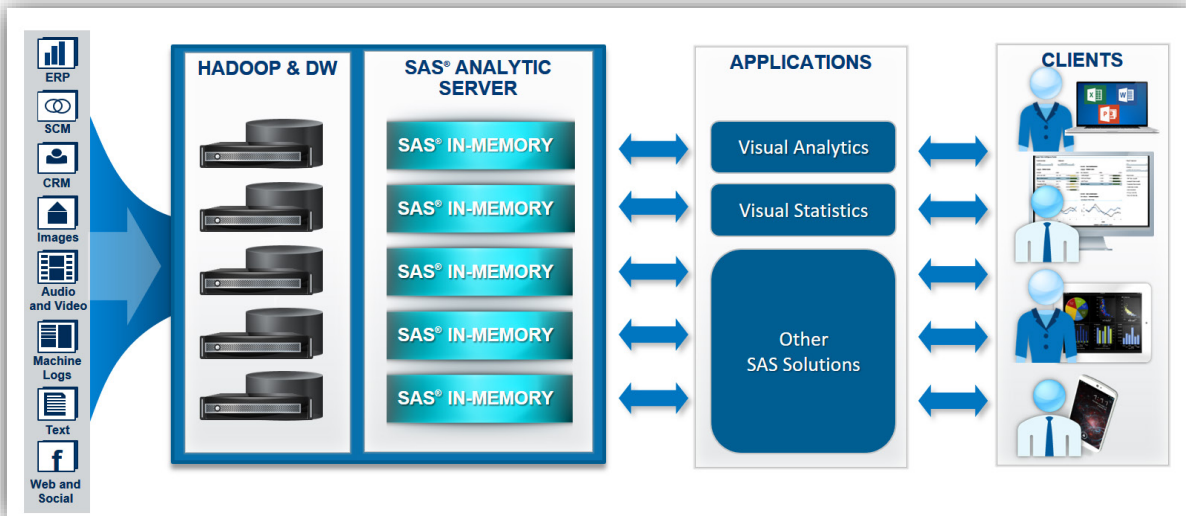 ERP
SCM
CRM
Images
Audio
and Video
Machine
Logs
Text
f
Web and
Social
HADOOP & DW
SAS® ANALYTIC
SERVER
SAS® IN-MEMORY
SAS® IN-MEMORY
SAS® IN-MEMORY
SAS® IN-MEMORY
SAS® IN-MEMORY
APPLICATIONS
Visual Analytics
Visual Statistics
Other
SAS Solutions
CLIENTS
X
W
P